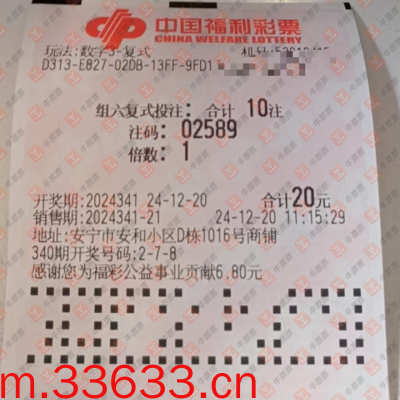 中国福利彩票
CHINA WELFARE LOTTERY
玩法:数字3-复式
D313-E827-02DB-13FF-9FD1
组六复式投注: 合计 10注
注码: 02589
倍数: 1
开奖期:2024341 24-12-20 合计20元
销售期:2024341-21 24-12-20 11:15:29
地址:安宁市安和小区D栋1016号商铺
340期开奖号码:2-7-8
感谢您为福彩公益事业贡献6.80元
m.33633.cn